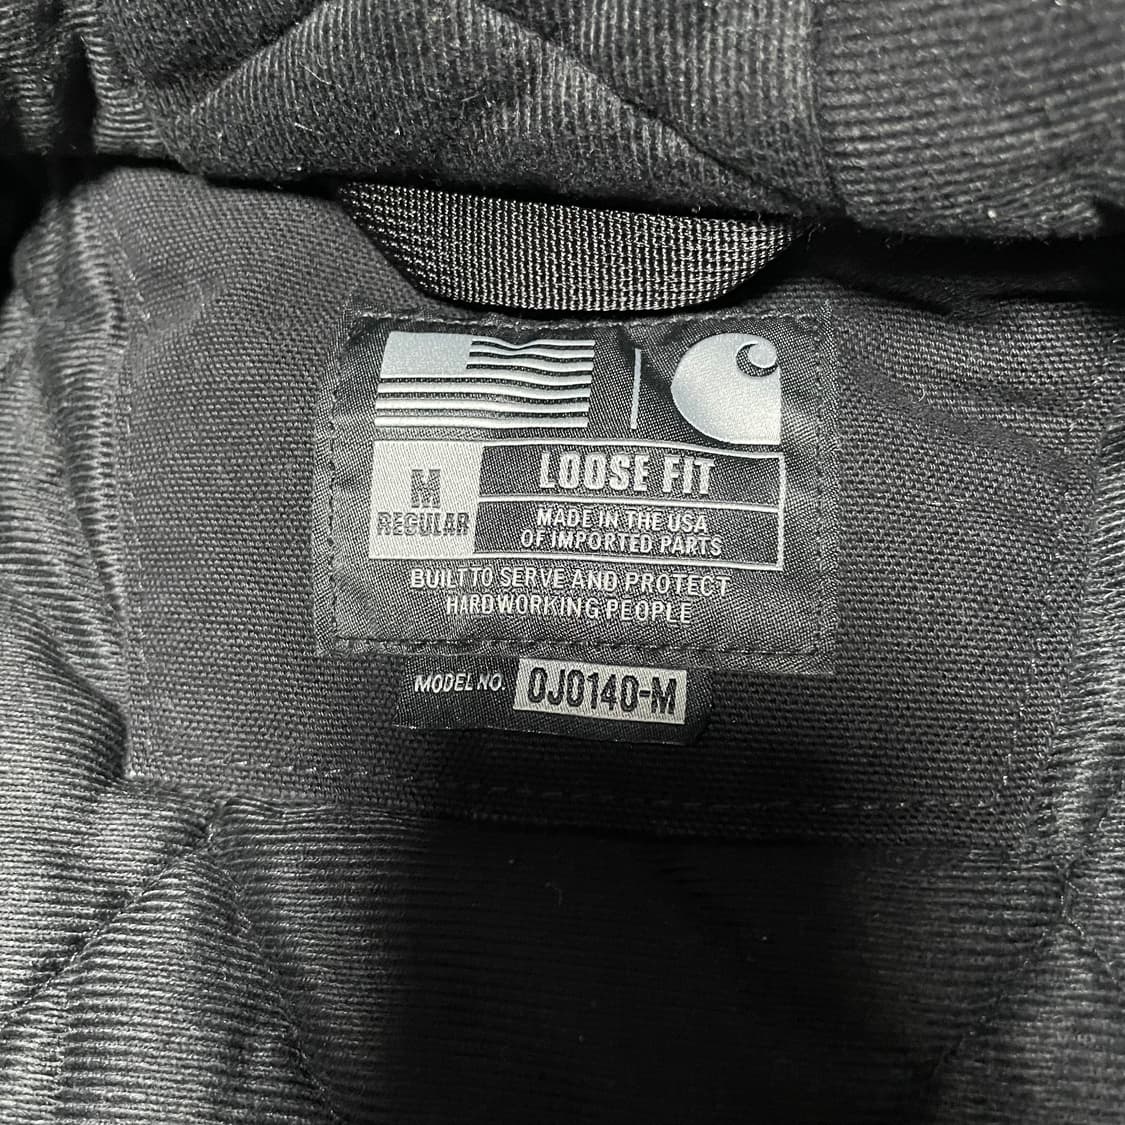 M
REGULAR
LOOSE FIT
MADE IN THE USA
OF IMPORTED PARTS
BUILT TO SERVE AND PROTECT
HARDWORKING PEOPLE
MODEL NO. OJ0140-M